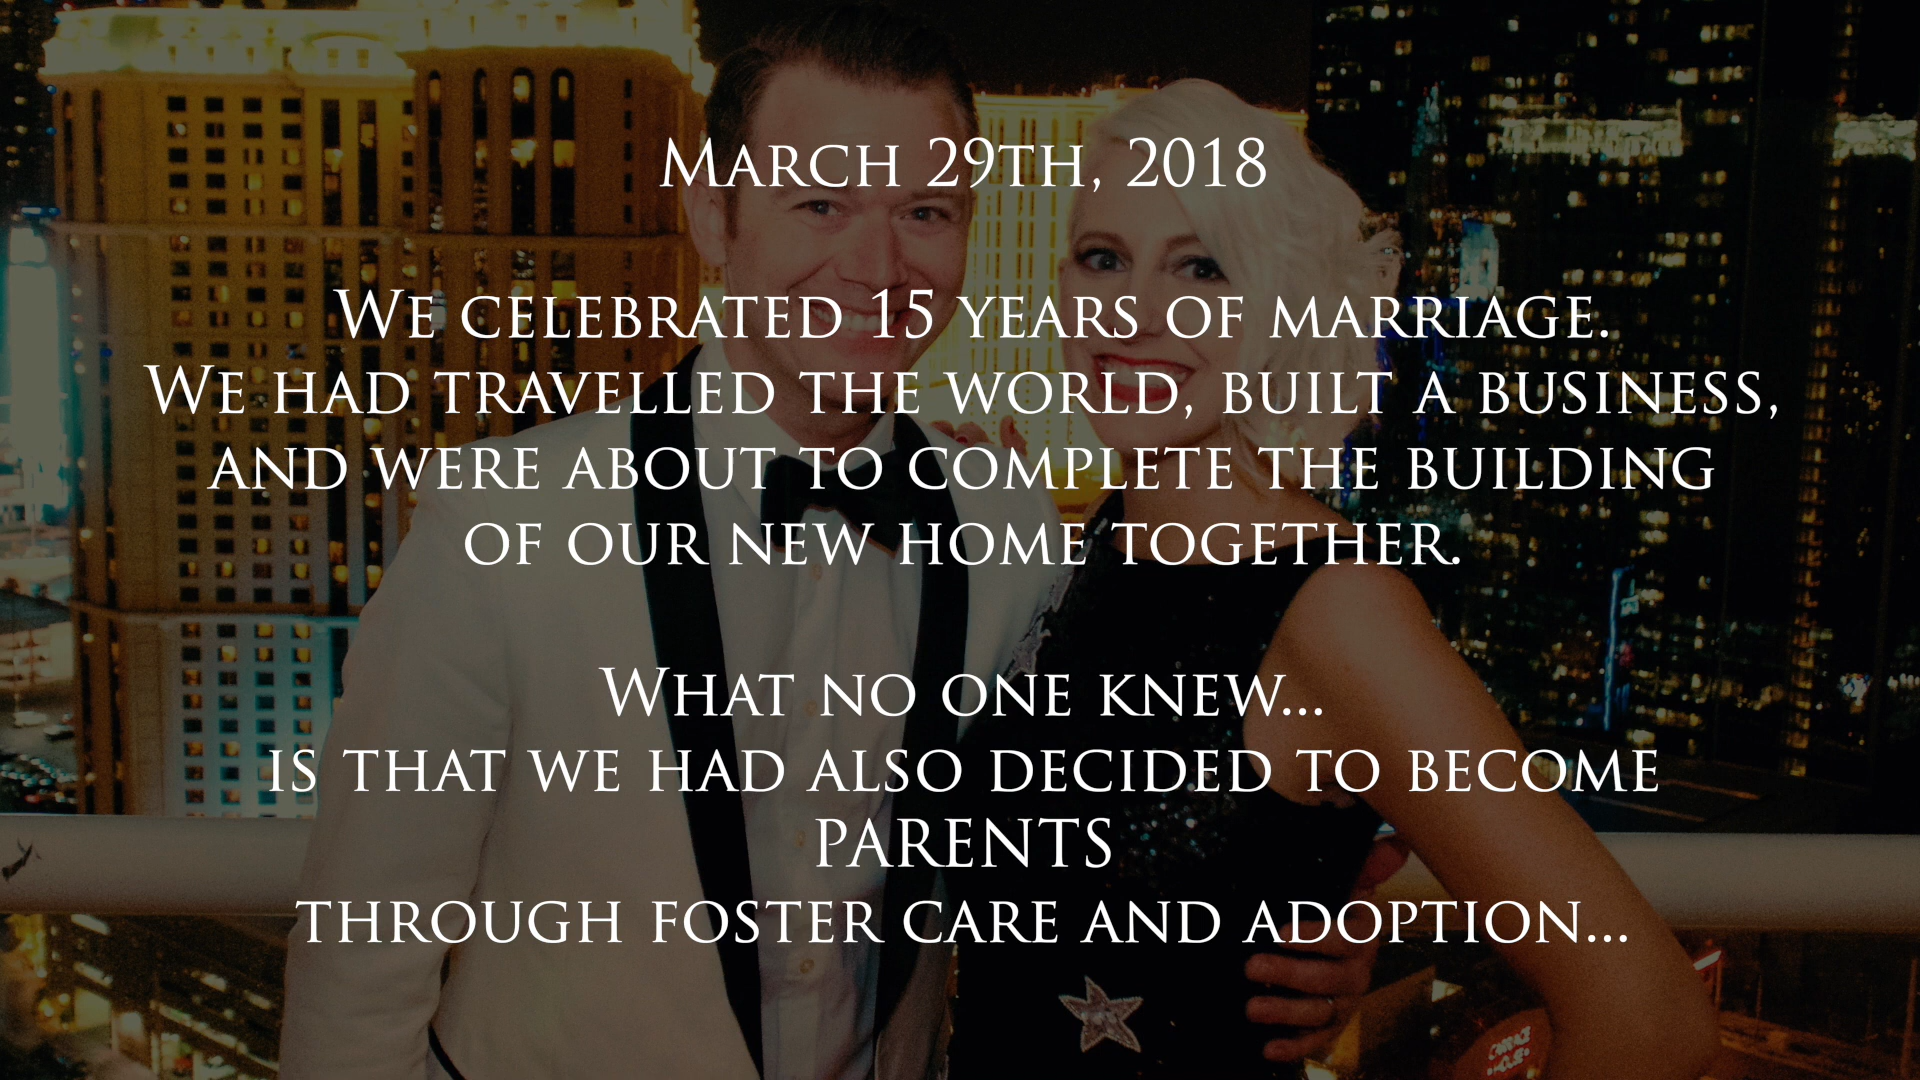 March 29th, 2018
We celebrated 15 years of marriage.
We had travelled the world, built a business,
and were about to complete the building
of our new home together.
What no one knew...
is that we had also decided to become
PARENTS
through foster care and adoption...
CARRIAGE
HOUSE